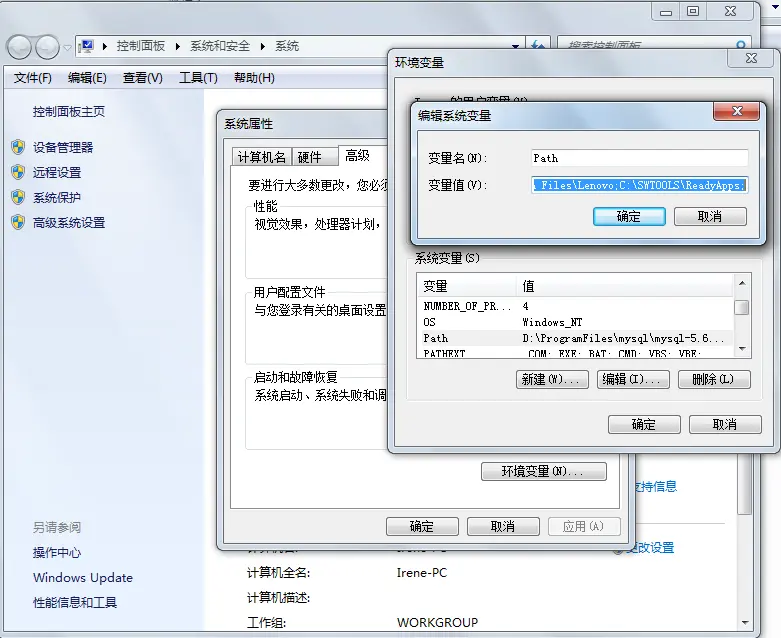 控制面板 ▸ 系统和安全 ▸ 系统
搜索控制面板
文件(F) 编辑(E) 查看(V) 工具(T) 帮助(H)
控制面板主页
设备管理器
远程设置
系统保护
高级系统设置
另请参阅
操作中心
Windows Update
性能信息和工具
系统属性
计算机名 硬件 高级
要进行大多数更改，您必须
性能
视觉效果，处理器计划，
用户配置文件
与您登录有关的桌面设置
启动和故障恢复
系统启动、系统失败和调
环境变量(N)...
确定 取消 应用(A)
环境变量
的用户变量(U)
编辑系统变量
变量名(N): Path
变量值(V): Files\Lenovo;C:\SWTOOLS\ReadyApps;
确定 取消
系统变量(S)
变量 值
NUMBER_OF_PR... 4
OS Windows_NT
Path D:\ProgramFiles\mysql\mysql-5.6...
PATHEXT .COM;.EXE;.BAT;.CMD;.VBS;.VBE;
新建(W)... 编辑(I)... 删除(L)
确定 取消
支持信息
更改设置
计算机全名: Irene-PC
计算机描述:
工作组: WORKGROUP